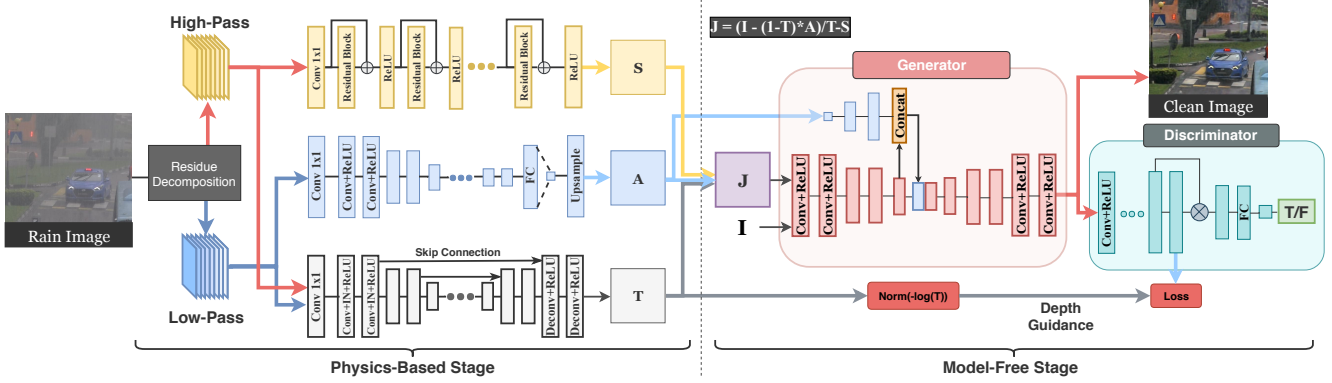 High-Pass
Residue
Decomposition
Rain Image
Low-Pass
Conv 1x1
Residual Block
ReLU
Residual Block
ReLU
Residual Block
ReLU
S
Conv 1x1
Conv+ReLU
Conv+ReLU
FC
Upsample
A
Skip Connection
Conv 1x1
Conv+IN+ReLU
Conv+IN+ReLU
Deconv+ReLU
Deconv+ReLU
T
Physics-Based Stage
J = (I - (1-T)*A)/T-S
Generator
Concat
J
I
Conv+ReLU
Conv+ReLU
Conv+ReLU
Conv+ReLU
Clean Image
Discriminator
Conv+ReLU
FC
T/F
Norm(-log(T))
Depth
Guidance
Loss
Model-Free Stage